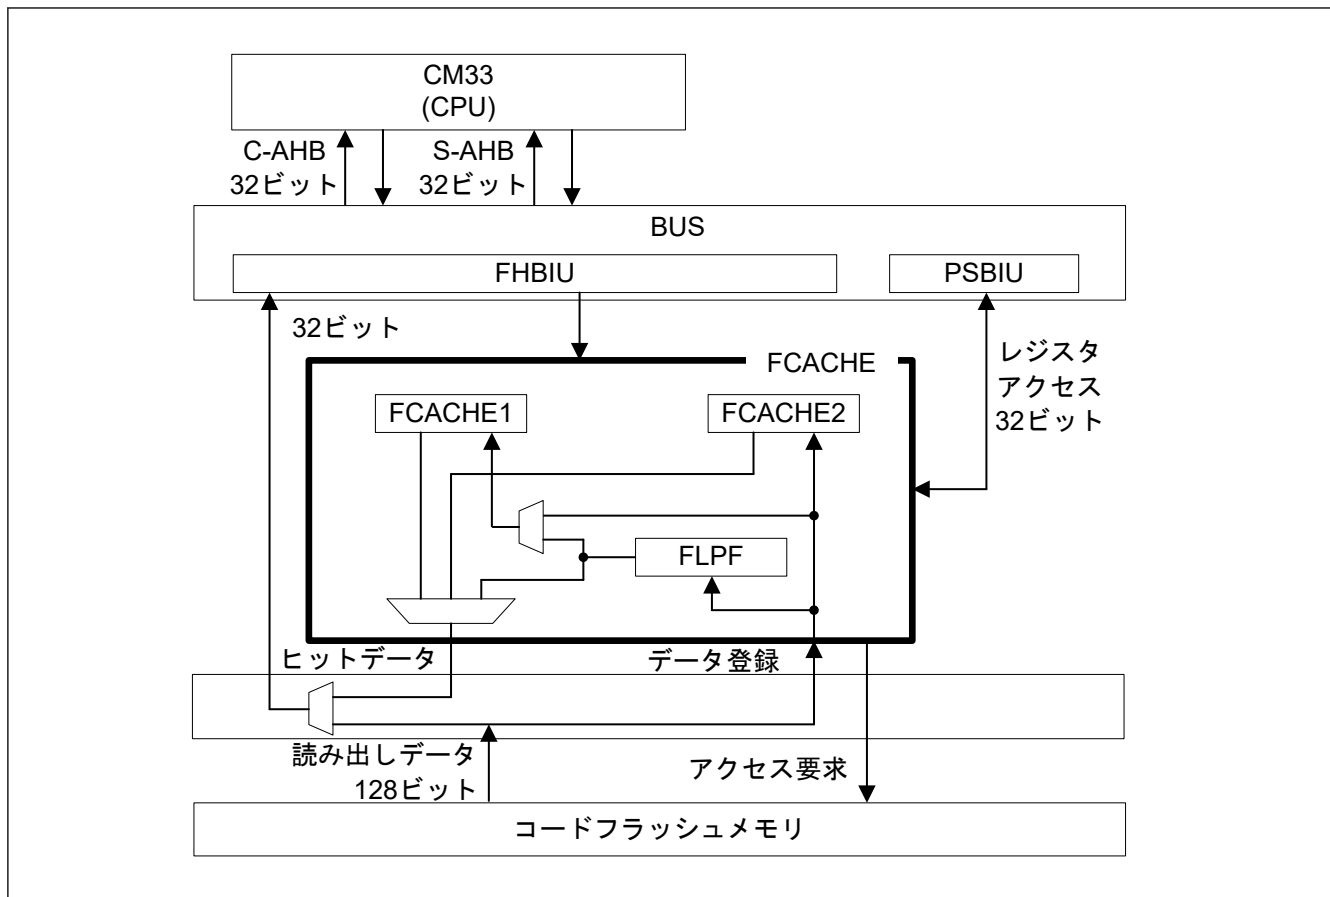 CM33
(CPU)
C-AHB
32ビット
S-AHB
32ビット
BUS
FHBIU
PSBIU
32ビット
レジスタ
アクセス
32ビット
FCACHE
FCACHE1
FCACHE2
FLPF
ヒットデータ
データ登録
読み出しデータ
128ビット
アクセス要求
コードフラッシュメモリ